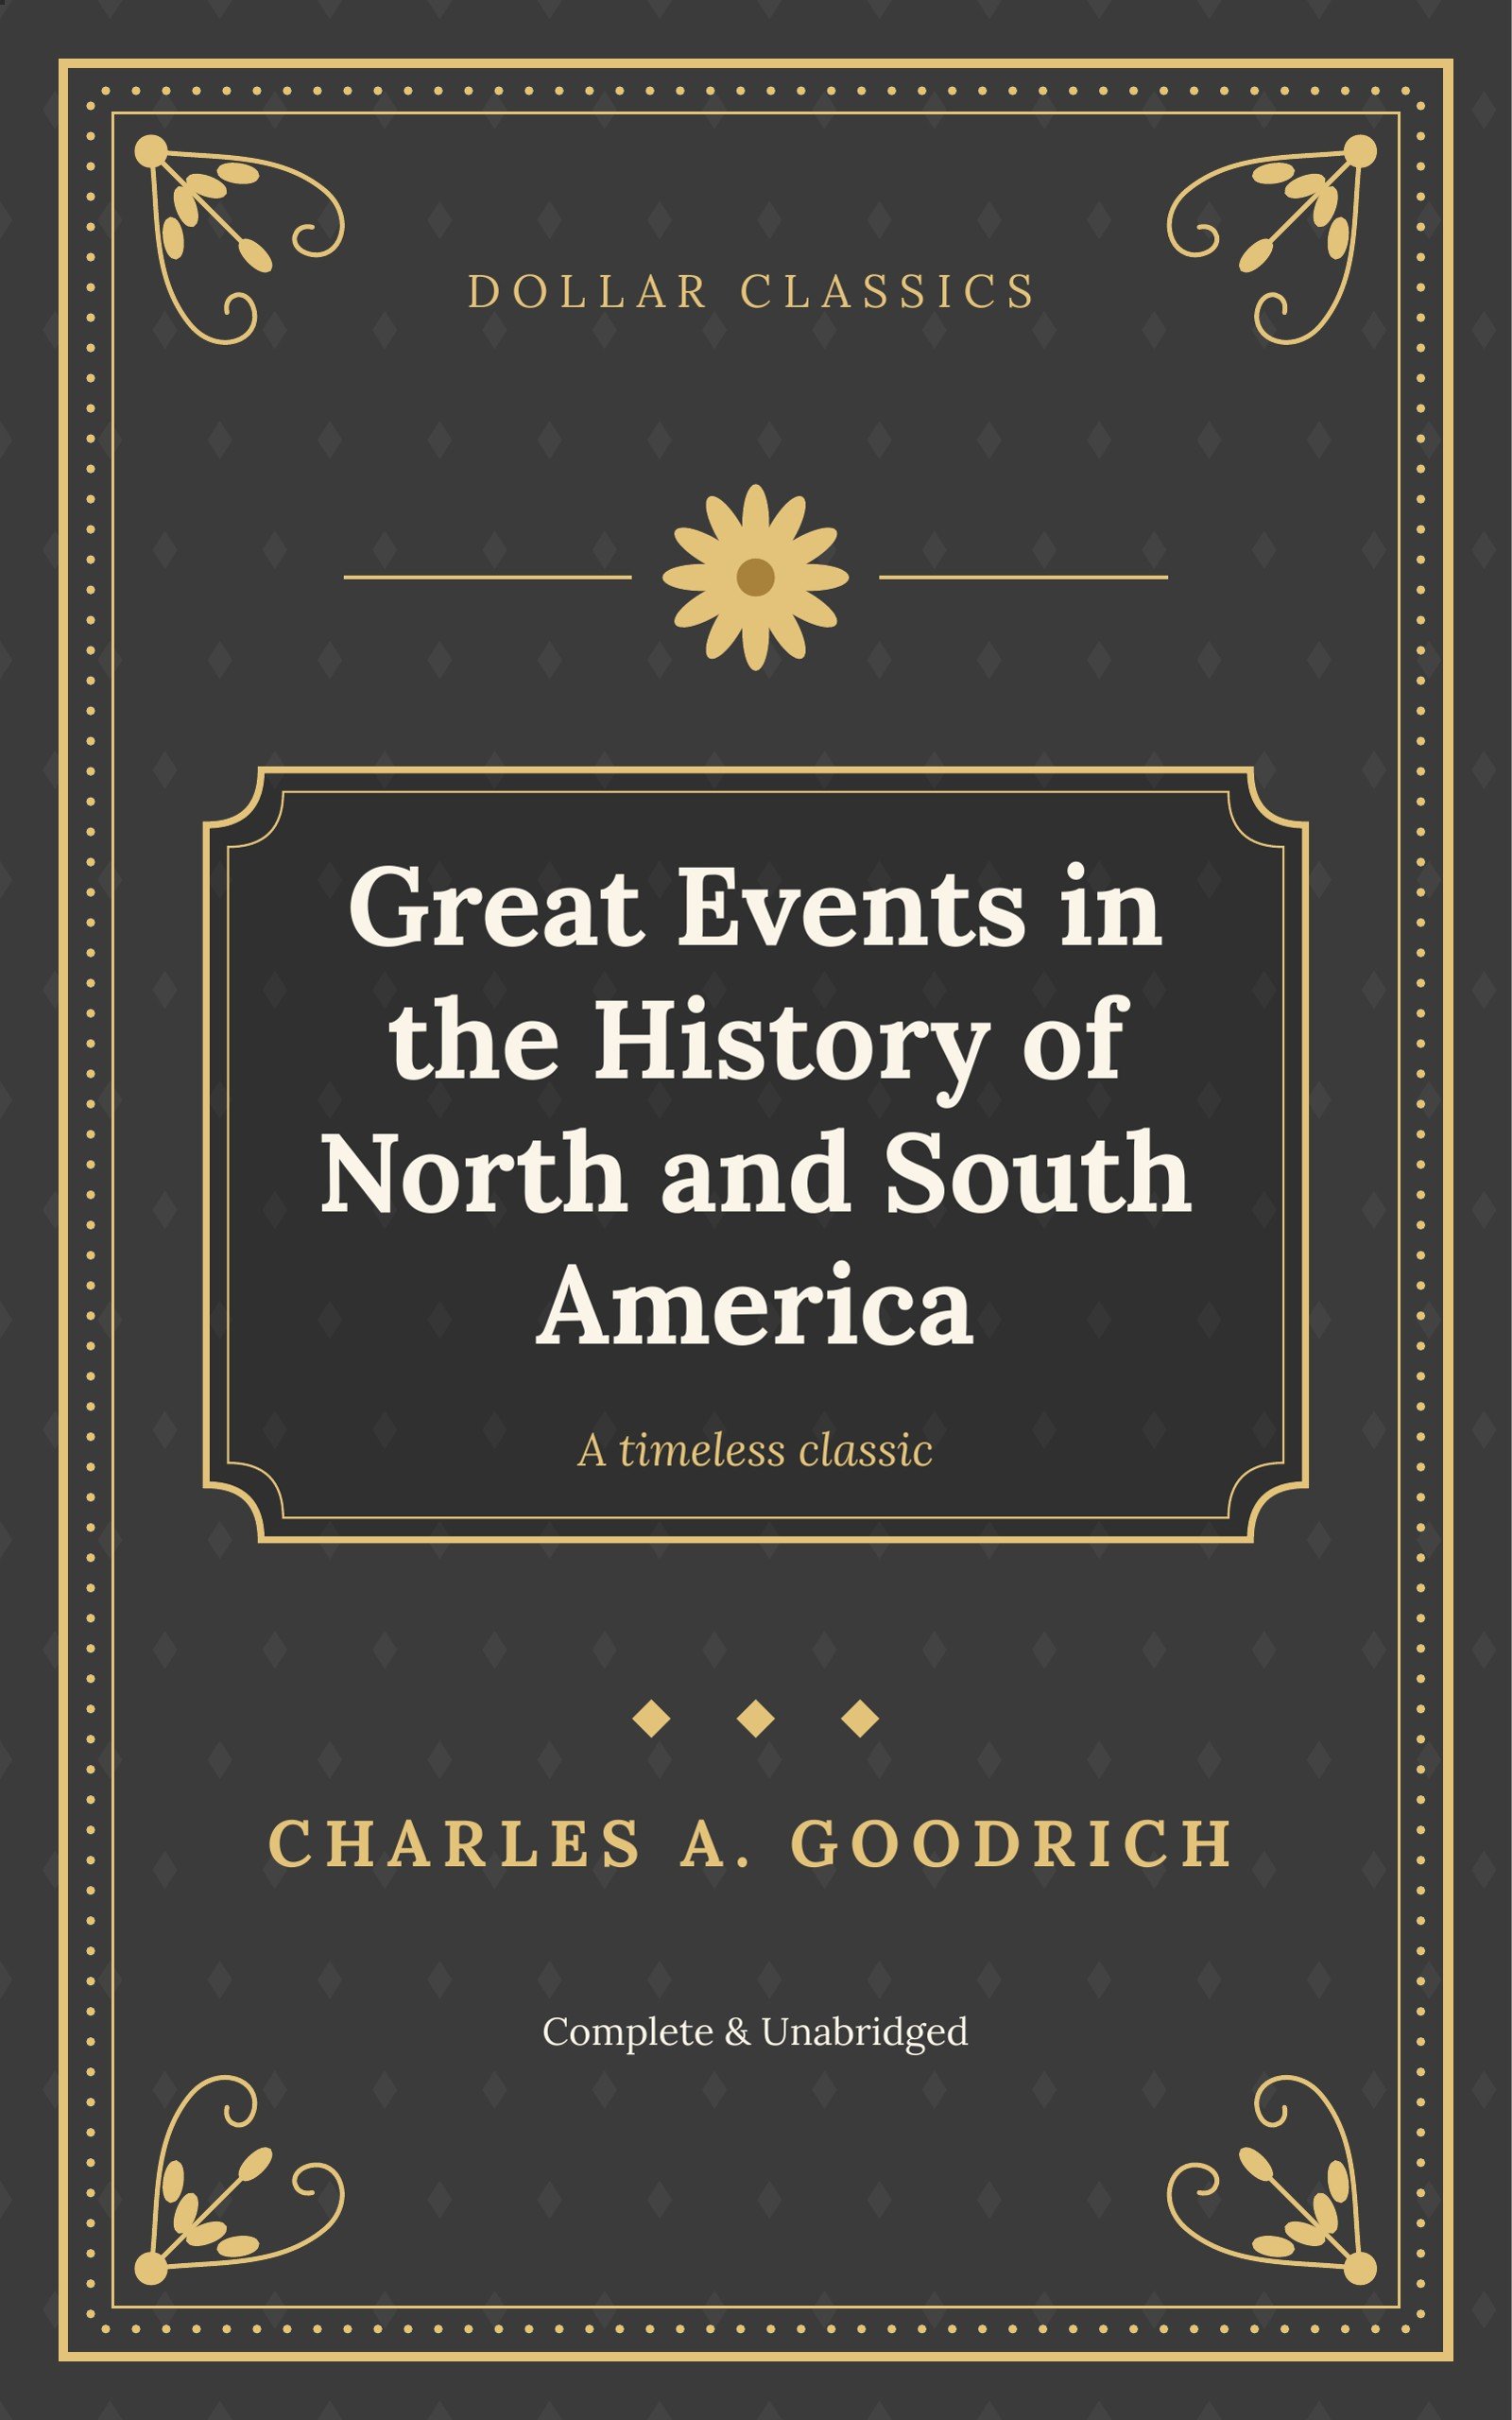 DOLLAR CLASSICS
Great Events in
the History of
North and South
America
A timeless classic
CHARLES A. GOODRICH
Complete & Unabridged